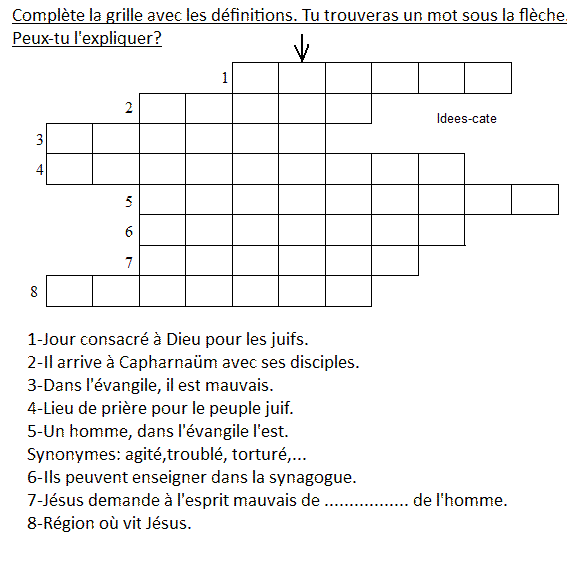 Complète la grille avec les définitions. Tu trouveras un mot sous la flèche.
Peux-tu l'expliquer?
1
2
Idees-cate
3
4
5
6
7
8
1-Jour consacré à Dieu pour les juifs.
2-Il arrive à Capharnaüm avec ses disciples.
3-Dans l'évangile, il est mauvais.
4-Lieu de prière pour le peuple juif.
5-Un homme, dans l'évangile l'est.
Synonymes: agité,troublé, torturé,...
6-Ils peuvent enseigner dans la synagogue.
7-Jésus demande à l'esprit mauvais de ................. de l'homme.
8-Région où vit Jésus.